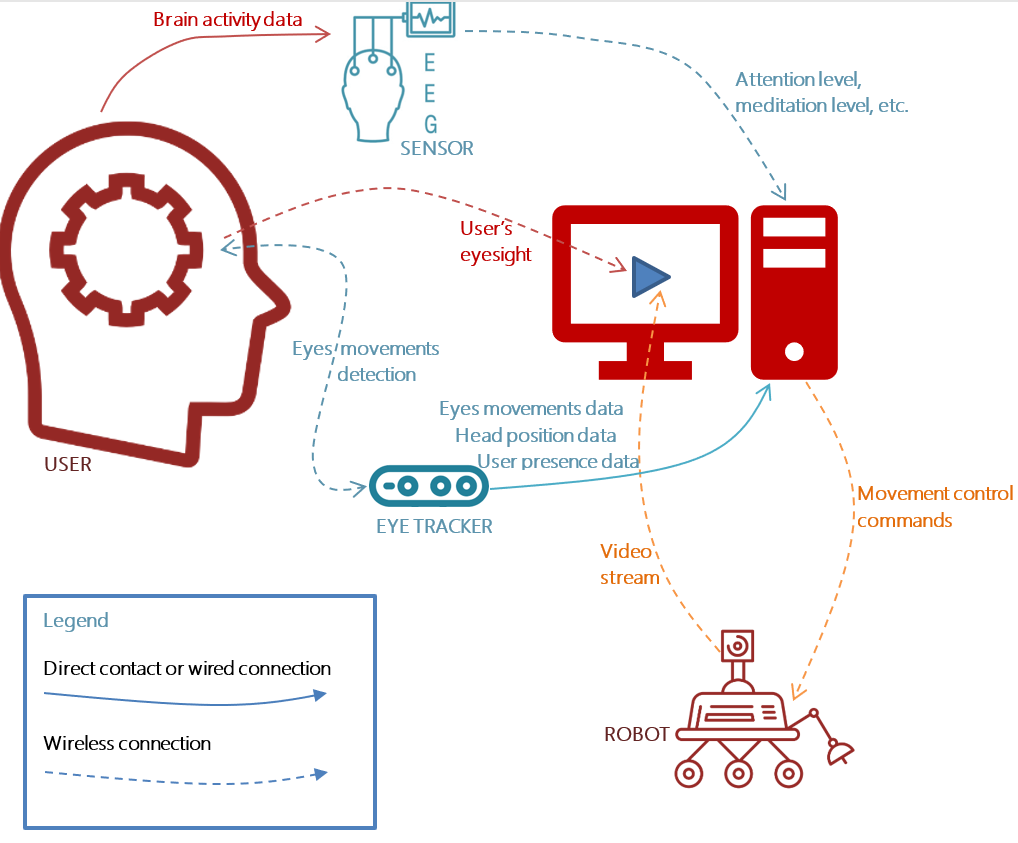 Brain activity data
E
E
G
SENSOR
Attention level,
meditation level, etc.
User's
eyesight
Eyes movements
detection
USER
Eyes movements data
Head position data
User presence data
EYE TRACKER
Movement control
commands
Video
stream
ROBOT
Legend
Direct contact or wired connection
Wireless connection